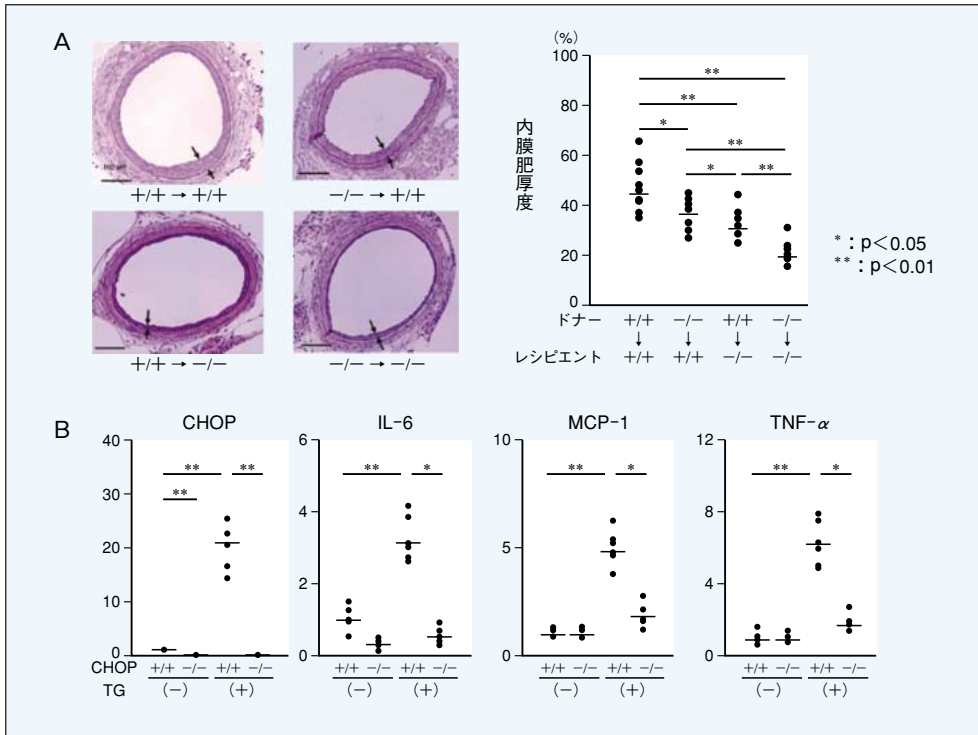 A
+/+ → +/+
−/− → +/+
+/+ → −/−
−/− → −/−
(%)
100
80
60
40
20
0
内膜肥厚度
**
**
*
**
*
**
ドナー +/+ −/− +/+ −/−
↓ ↓ ↓ ↓
レシピエント +/+ +/+ −/− −/−
*：p＜0.05
**：p＜0.01
B
CHOP
40
30
20
10
0
** **
**
CHOP +/+ −/− +/+ −/−
TG (−) (+)
IL-6
6
4
2
0
** *
+/+ −/− +/+ −/−
(−) (+)
MCP-1
10
5
0
** *
+/+ −/− +/+ −/−
(−) (+)
TNF-α
12
8
4
0
** *
+/+ −/− +/+ −/−
(−) (+)